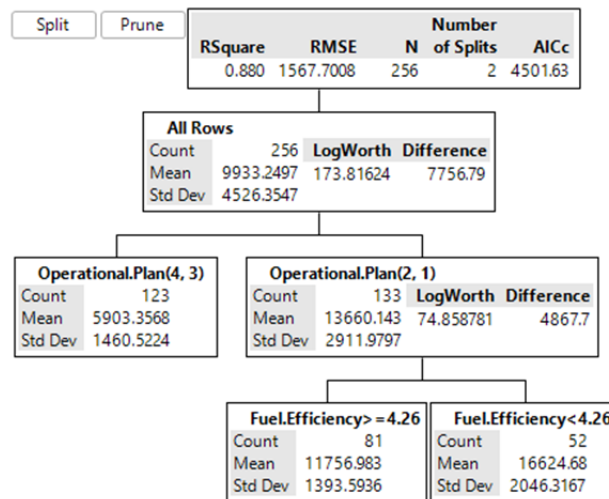 Split Prune
Number
RSquare RMSE N of Splits AICc
0.880 1567.7008 256 2 4501.63
All Rows
Count 256 LogWorth Difference
Mean 9933.2497 173.81624 7756.79
Std Dev 4526.3547
Operational.Plan(4, 3)
Count 123
Mean 5903.3568
Std Dev 1460.5224
Operational.Plan(2, 1)
Count 133 LogWorth Difference
Mean 13660.143 74.858781 4867.7
Std Dev 2911.9797
Fuel.Efficiency>=4.26
Count 81
Mean 11756.983
Std Dev 1393.5936
Fuel.Efficiency<4.26
Count 52
Mean 16624.68
Std Dev 2046.3167